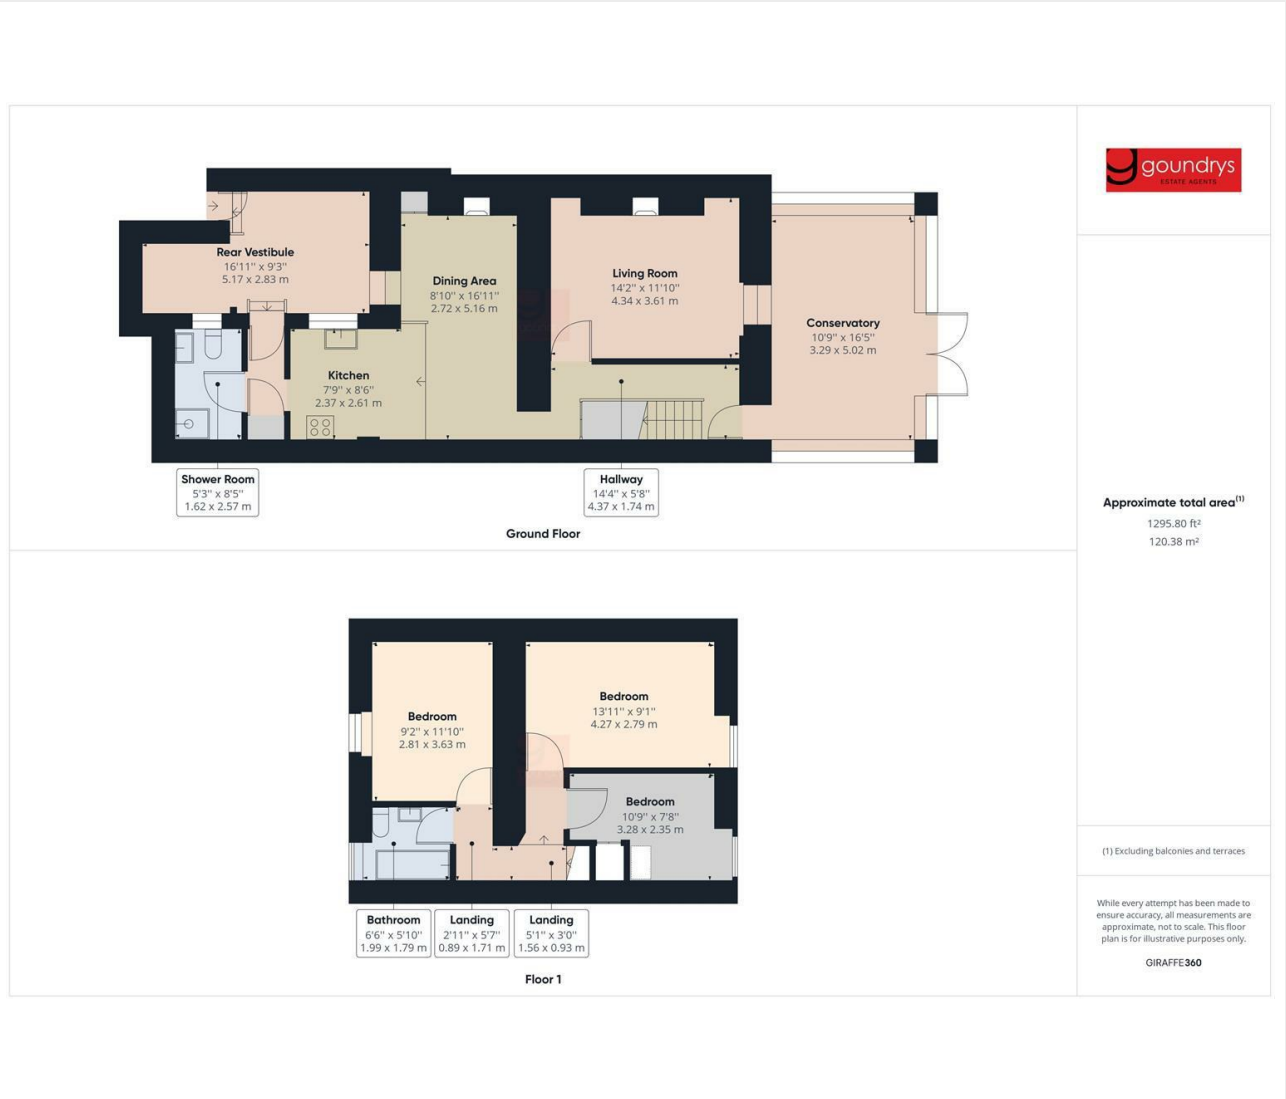 goundrys
ESTATE AGENTS
Rear Vestibule
16'11" x 9'3"
5.17 x 2.83 m
Dining Area
8'10" x 16'11"
2.72 x 5.16 m
Living Room
14'2" x 11'10"
4.34 x 3.61 m
Conservatory
10'9" x 16'5"
3.29 x 5.02 m
Kitchen
7'9" x 8'6"
2.37 x 2.61 m
Shower Room
5'3" x 8'5"
1.62 x 2.57 m
Hallway
14'4" x 5'8"
4.37 x 1.74 m
Ground Floor
Approximate total area(1)
1295.80 ft²
120.38 m²
Bedroom
9'2" x 11'10"
2.81 x 3.63 m
Bedroom
13'11" x 9'1"
4.27 x 2.79 m
Bedroom
10'9" x 7'8"
3.28 x 2.35 m
Bathroom
6'6" x 5'10"
1.99 x 1.79 m
Landing
2'11" x 5'7"
0.89 x 1.71 m
Landing
5'1" x 3'0"
1.56 x 0.93 m
Floor 1
(1) Excluding balconies and terraces
While every attempt has been made to
ensure accuracy, all measurements are
approximate, not to scale. This floor
plan is for illustrative purposes only.
GIRAFFE360